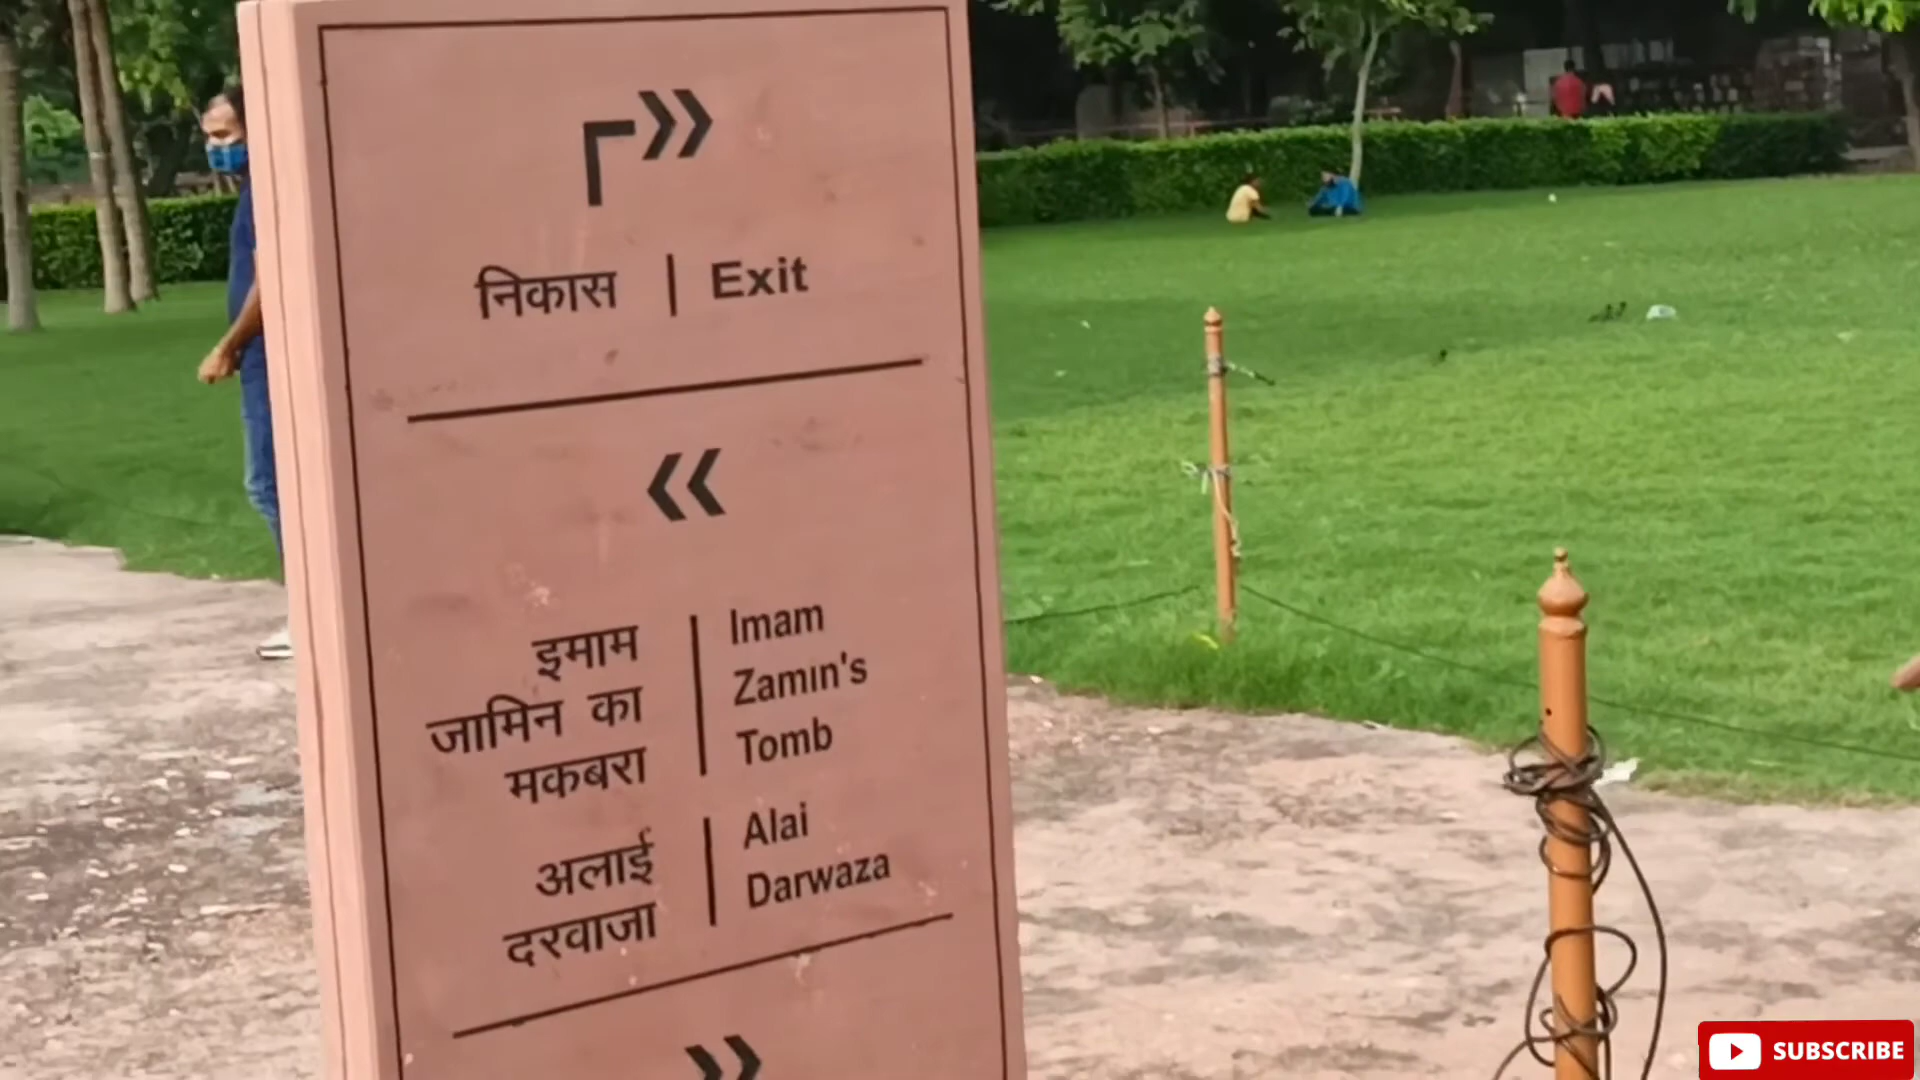 निकास | Exit
इमाम
जामिन का
मकबरा
Imam
Zamin's
Tomb
अलाई
दरवाजा
Alai
Darwaza
SUBSCRIBE